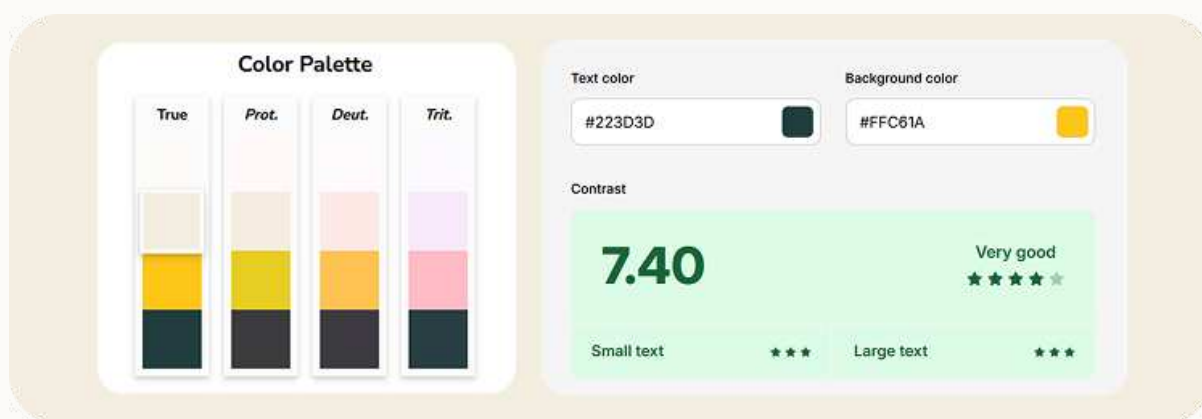 Color Palette
True
Prot.
Deut.
Trit.
Text color
Background color
#223D3D
#FFC61A
Contrast
7.40
Very good
Small text
Large text